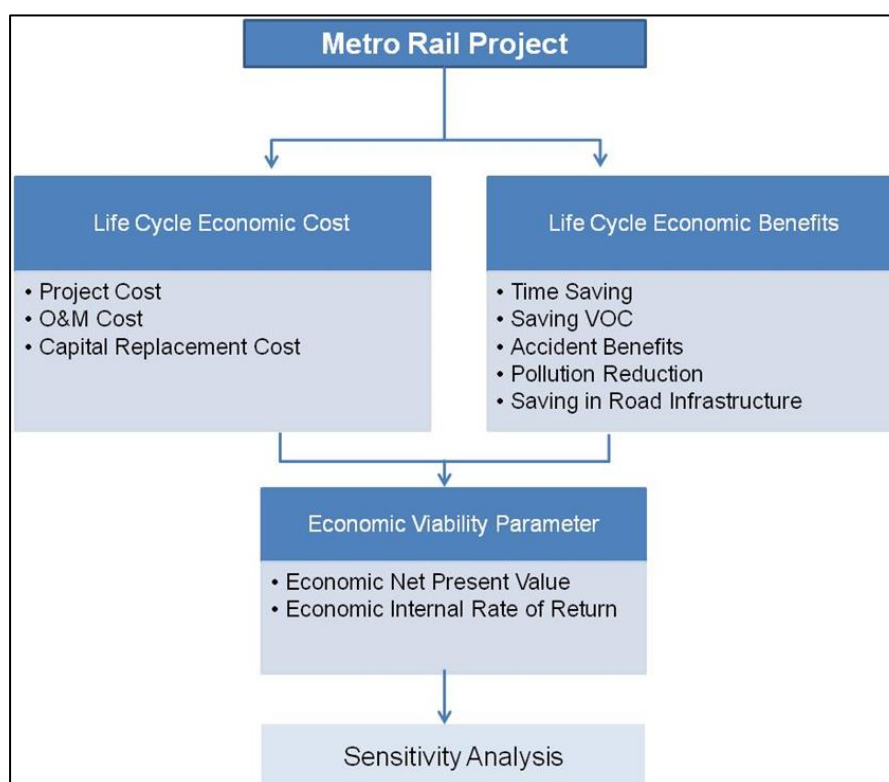 Metro Rail Project
Life Cycle Economic Cost
• Project Cost
• O&M Cost
• Capital Replacement Cost
Life Cycle Economic Benefits
• Time Saving
• Saving VOC
• Accident Benefits
• Pollution Reduction
• Saving in Road Infrastructure
Economic Viability Parameter
• Economic Net Present Value
• Economic Internal Rate of Return
Sensitivity Analysis